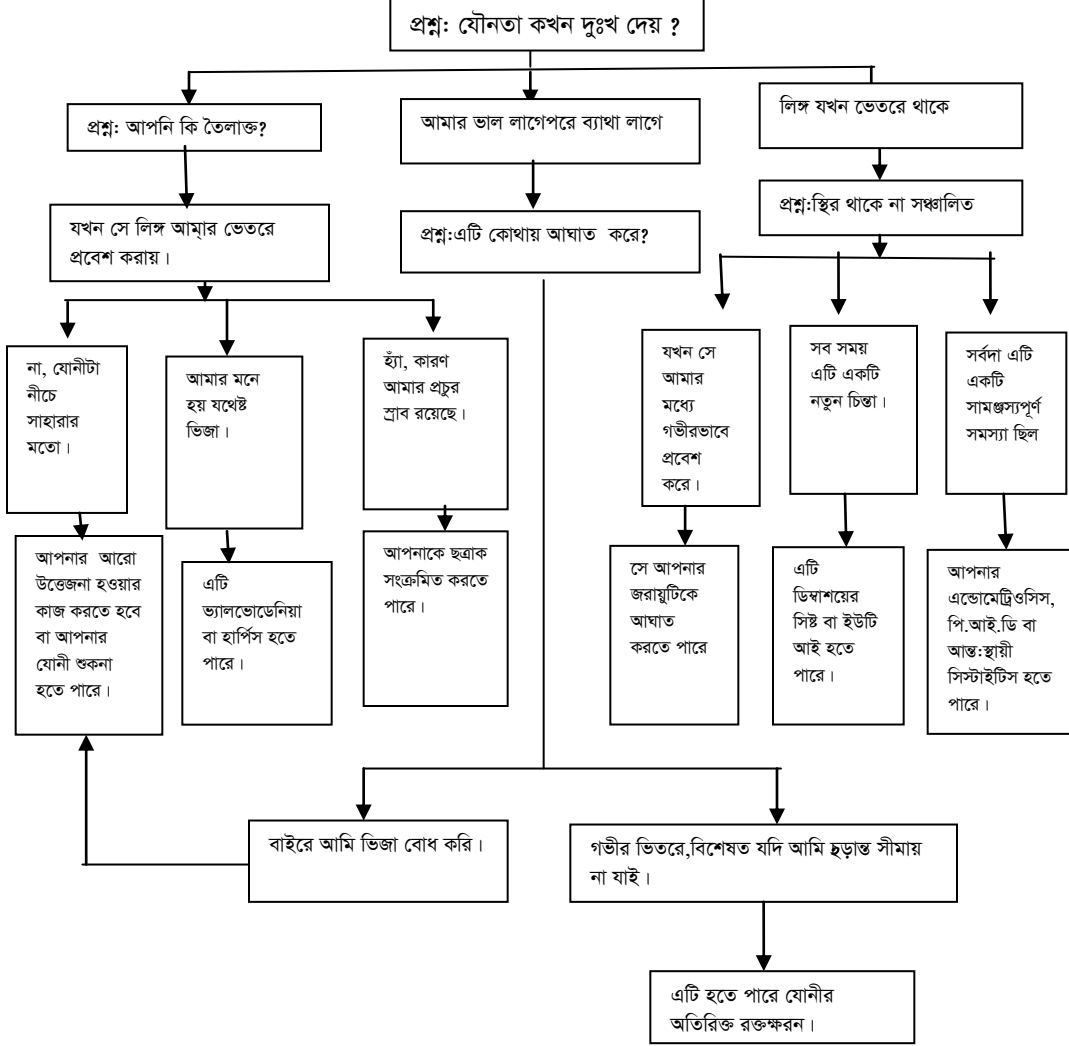 প্রশ্ন: যৌনতা কখন দুঃখ দেয় ?
প্রশ্ন: আপনি কি তৈলাক্ত?
আমার ভাল লাগেপরে ব্যাথা লাগে
লিঙ্গ যখন ভেতরে থাকে
যখন সে লিঙ্গ আম্ার ভেতরে
প্রবেশ করায়।
প্রশ্ন:এটি কোথায় আঘাত করে?
প্রশ্ন:স্থির থাকে না সঞ্চালিত
না, যোনীটা
নীচে
সাহারার
মতো।
আমার মনে
হয় যথেষ্ট
ভিজা।
হ্যাঁ, কারণ
আমার প্রচুর
স্রাব রয়েছে।
যখন সে
আমার
মধ্যে
গভীরভাবে
প্রবেশ
করে।
সব সময়
এটি একটি
নতুন চিন্তা।
সর্বদা এটি
একটি
সামঞ্জস্যপূর্ণ
সমস্যা ছিল
আপনার আরো
উত্তেজনা হওয়ার
কাজ করতে হবে
বা আপনার
যোনী শুকনা
হতে পারে।
এটি
ভ্যালভোডেনিয়া
বা হার্পিস হতে
পারে।
আপনাকে ছত্রাক
সংক্রমিত করতে
পারে।
সে আপনার
জরায়ুটিকে
আঘাত
করতে পারে
এটি
ডিম্বাশয়ের
সিষ্ট বা ইউটি
আই হতে
পারে।
আপনার
এন্ডোমেট্রিওসিস,
পি.আই.ডি বা
আন্ত:স্থায়ী
সিস্টাইটিস হতে
পারে।
বাইরে আমি ভিজা বোধ করি।
গভীর ভিতরে,বিশেষত যদি আমি চূড়ান্ত সীমায়
না যাই।
এটি হতে পারে যোনীর
অতিরিক্ত রক্তক্ষরন।